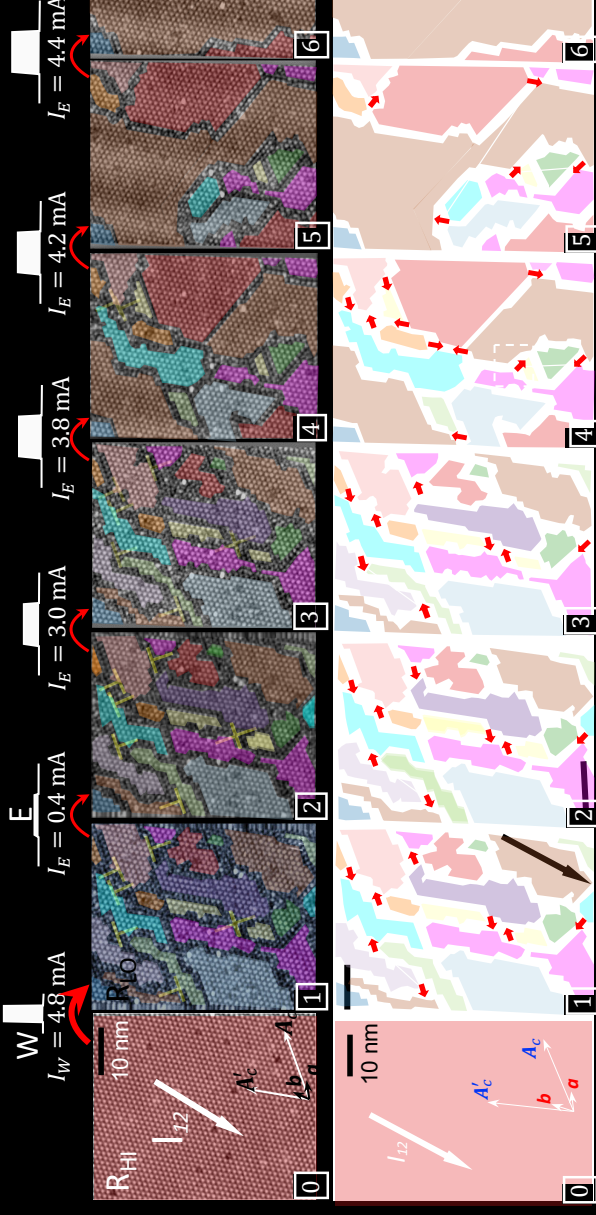 W
E
I_W = 4.8 mA
I_E = 0.4 mA
I_E = 3.0 mA
I_E = 3.8 mA
I_E = 4.2 mA
I_E = 4.4 mA
R_HI
I_12
10 nm
A'_c
A_c
b
a
R_LO
0
1
2
3
4
5
6
10 nm
I_12
A'_c
A_c
b
a
0
1
2
3
4
5
6